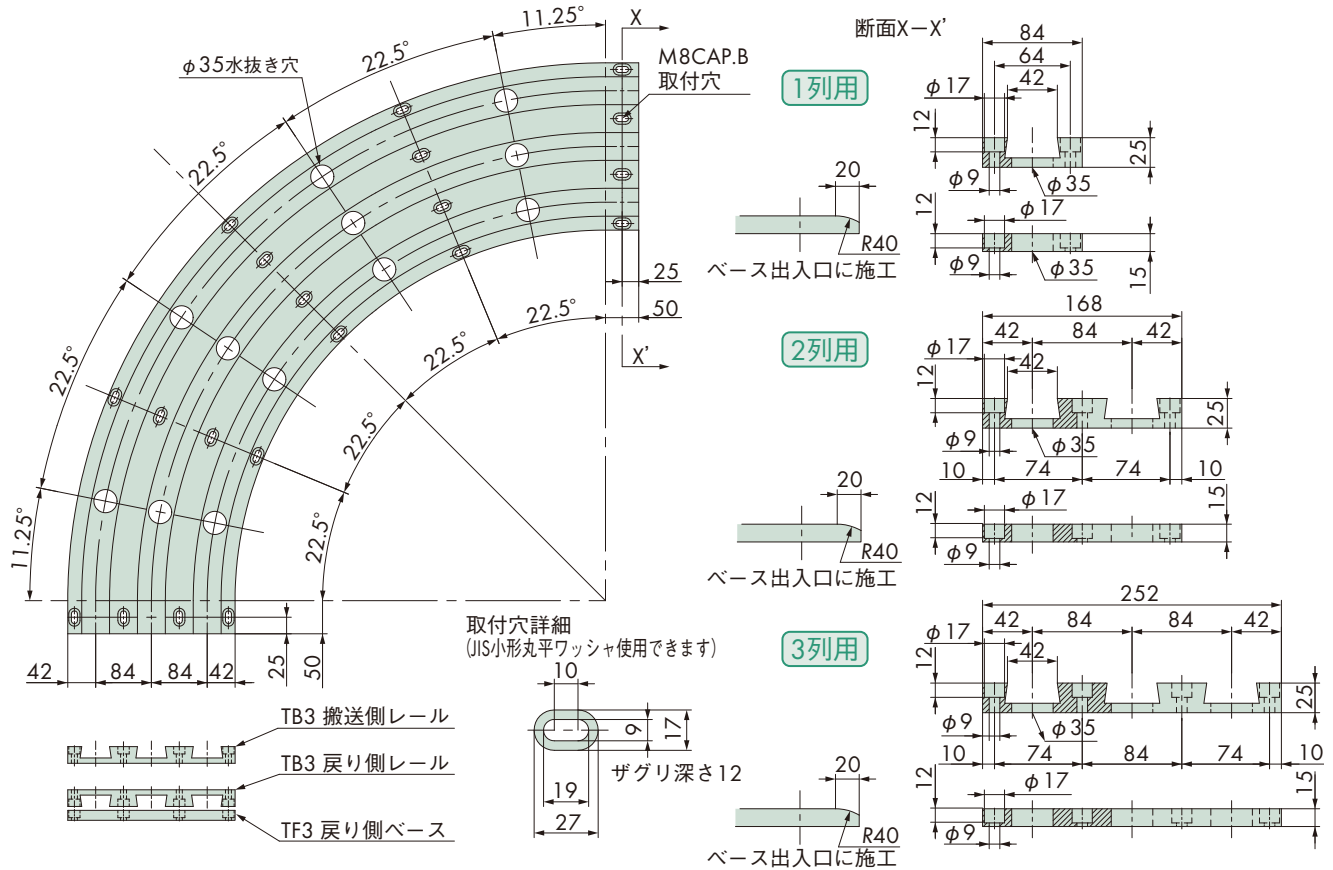 11.25°
X
22.5°
φ35水抜き穴
M8CAP.B
取付穴
22.5°
22.5°
22.5°
11.25°
25
50
X'
22.5°
22.5°
22.5°
22.5°
42
84
84
42
25
50
TB3 搬送側レール
TB3 戻り側レール
TF3 戻り側ベース
取付穴詳細
(JIS小形丸平ワッシャ使用できます)
10
9
17
ザグリ深さ12
19
27
断面X−X'
1列用
84
64
42
φ17
12
25
φ9
φ35
φ17
12
15
φ9
φ35
20
R40
ベース出入口に施工
2列用
168
42
84
42
φ17
42
12
25
φ9
φ35
10
74
74
10
φ17
12
15
φ9
20
R40
ベース出入口に施工
3列用
252
42
84
84
42
φ17
42
12
25
φ9
φ35
10
74
84
74
10
φ17
12
15
φ9
20
R40
ベース出入口に施工